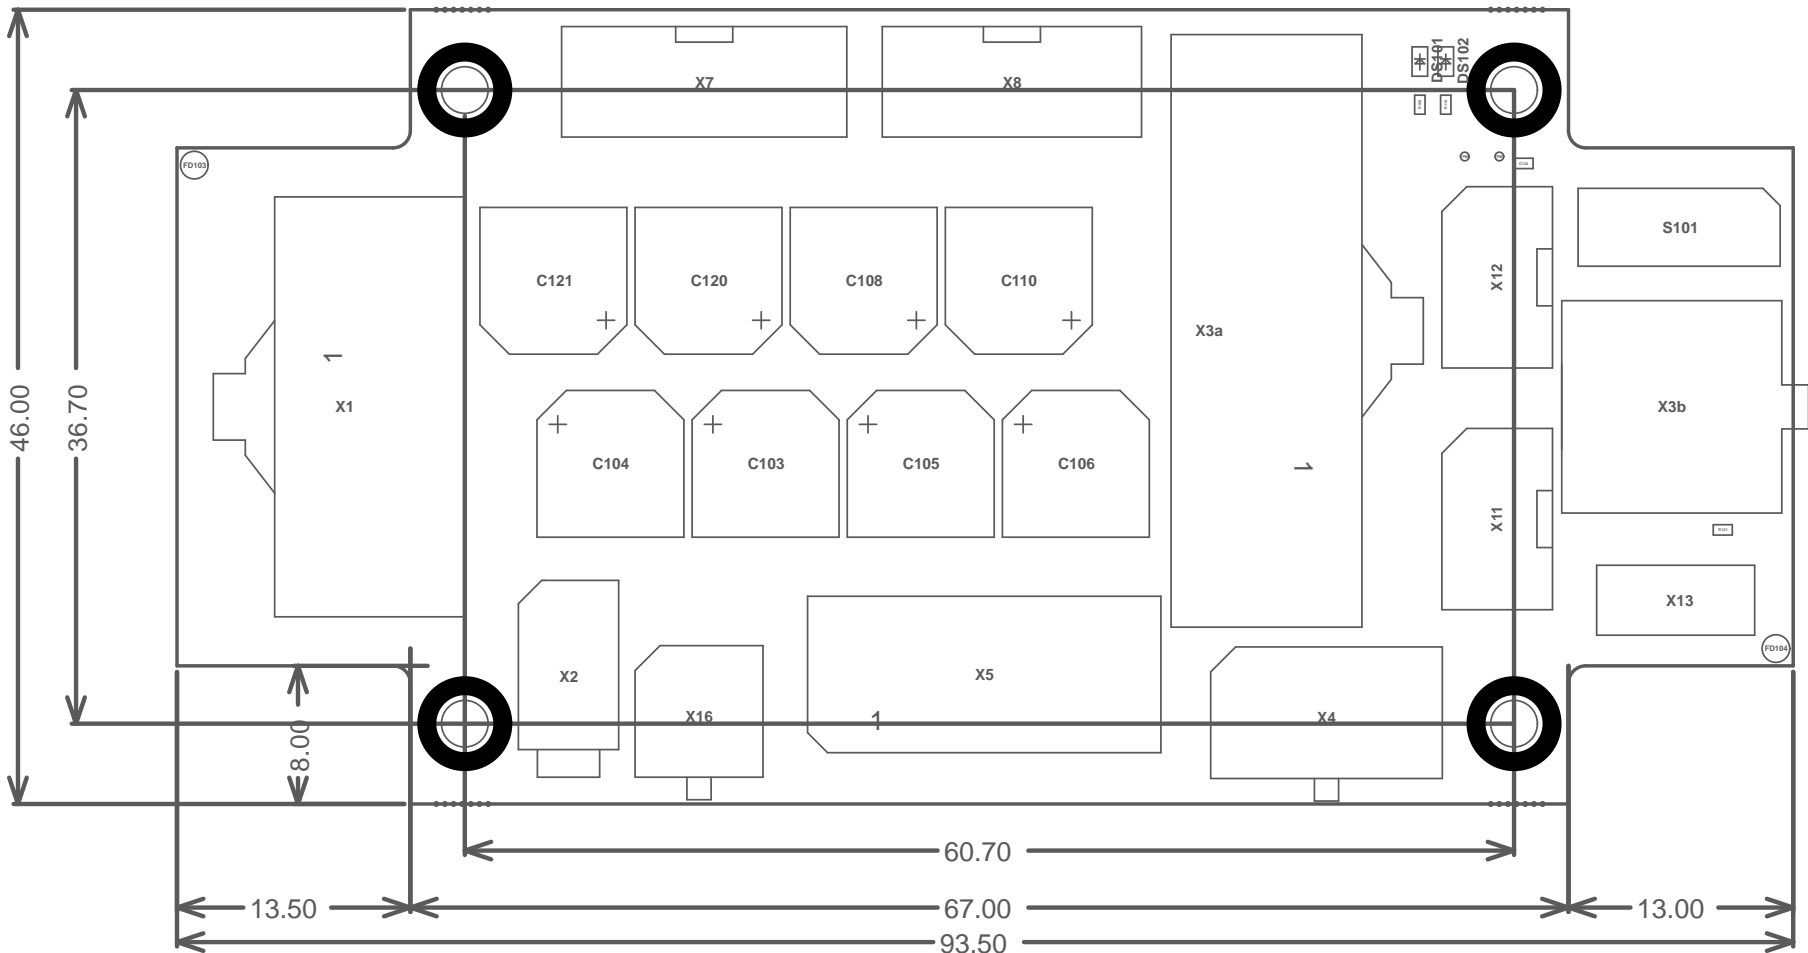 DS101
DS102
X7
X8
FD103
S101
X12
C121
C120
C108
C110
X3a
1
X1
X3b
46.00
36.70
C104
C103
C105
C106
1
X11
X13
FD104
X2
X5
X16
1
X4
8.00
60.70
13.50
67.00
13.00
93.50